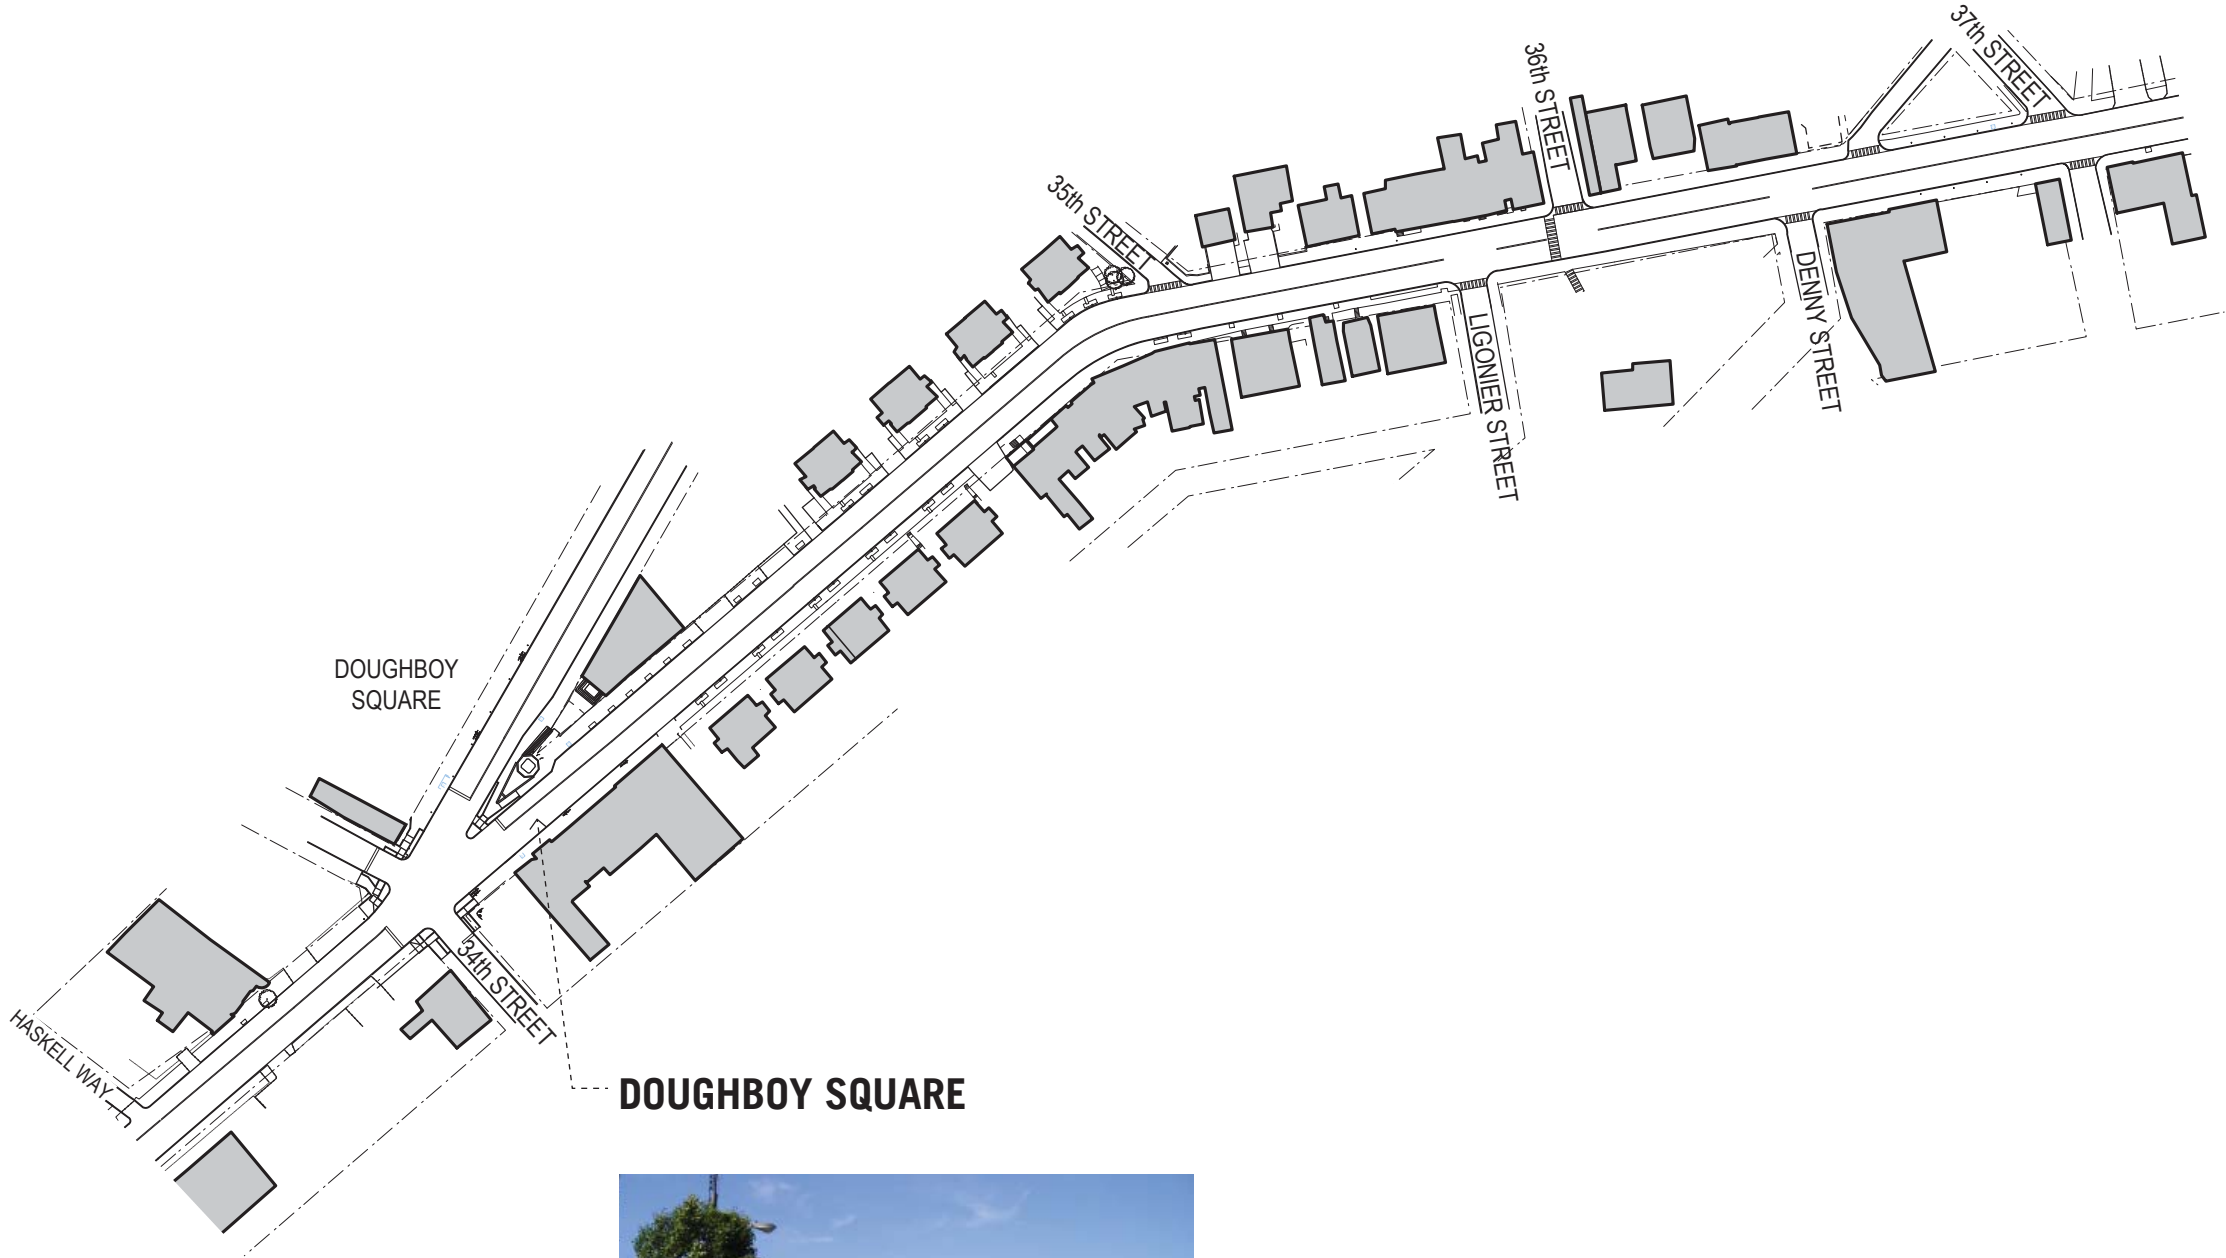 37th STREET
36th STREET
35th STREET
DENNY STREET
LIGONIER STREET
DOUGHBOY
SQUARE
34th STREET
HASKELL WAY
DOUGHBOY SQUARE